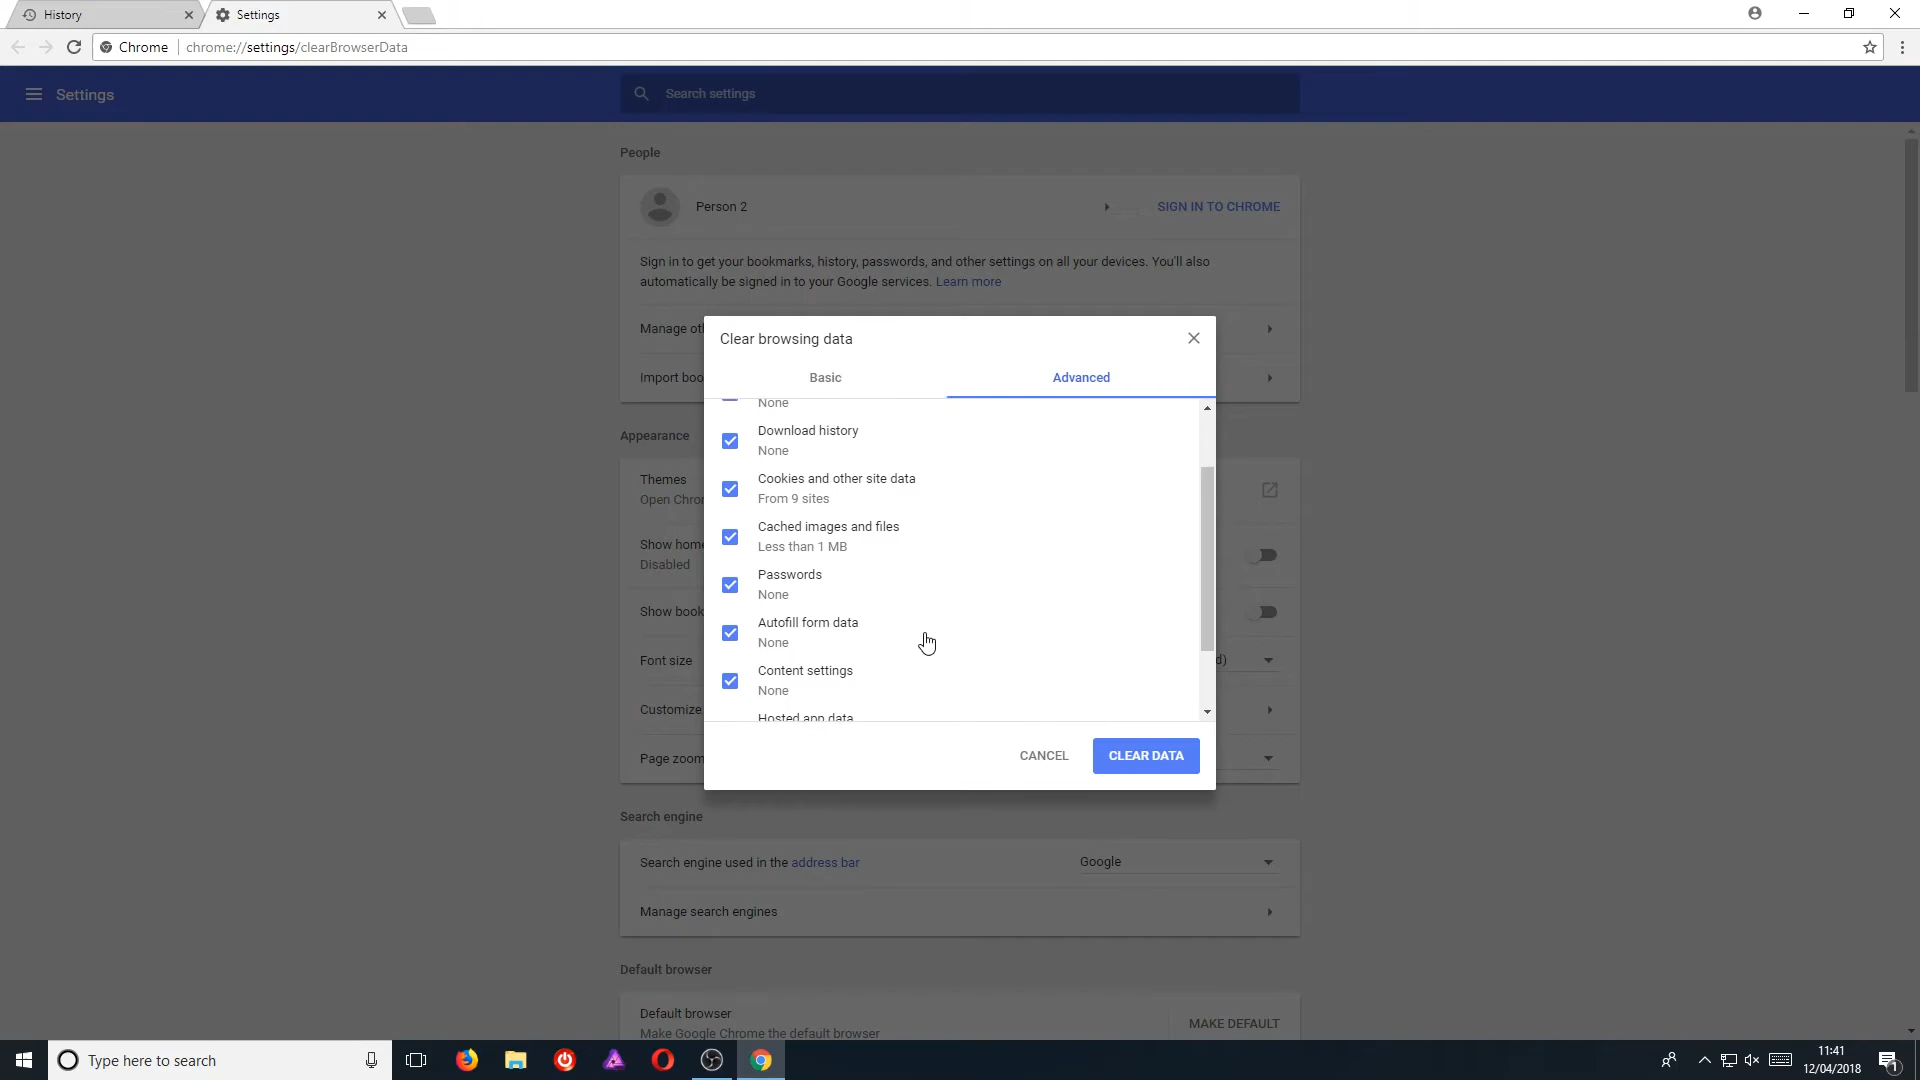 History
Settings
Chrome
chrome://settings/clearBrowserData
Settings
Search settings
People
Person 2
SIGN IN TO CHROME
Sign in to get your bookmarks, history, passwords, and other settings on all your devices. You'll also
automatically be signed in to your Google services. Learn more
Manage ot
Import boo
Clear browsing data
Basic
Advanced
None
Download history
None
Cookies and other site data
From 9 sites
Cached images and files
Less than 1 MB
Passwords
None
Autofill form data
None
Content settings
None
Hosted app data
CANCEL
CLEAR DATA
Appearance
Themes
Open Chro
Show hom
Disabled
Show book
Font size
d)
Customize
Page zoom
Search engine
Search engine used in the address bar
Google
Manage search engines
Default browser
Default browser
Make Google Chrome the default browser
MAKE DEFAULT
Type here to search
11:41
12/04/2018
1